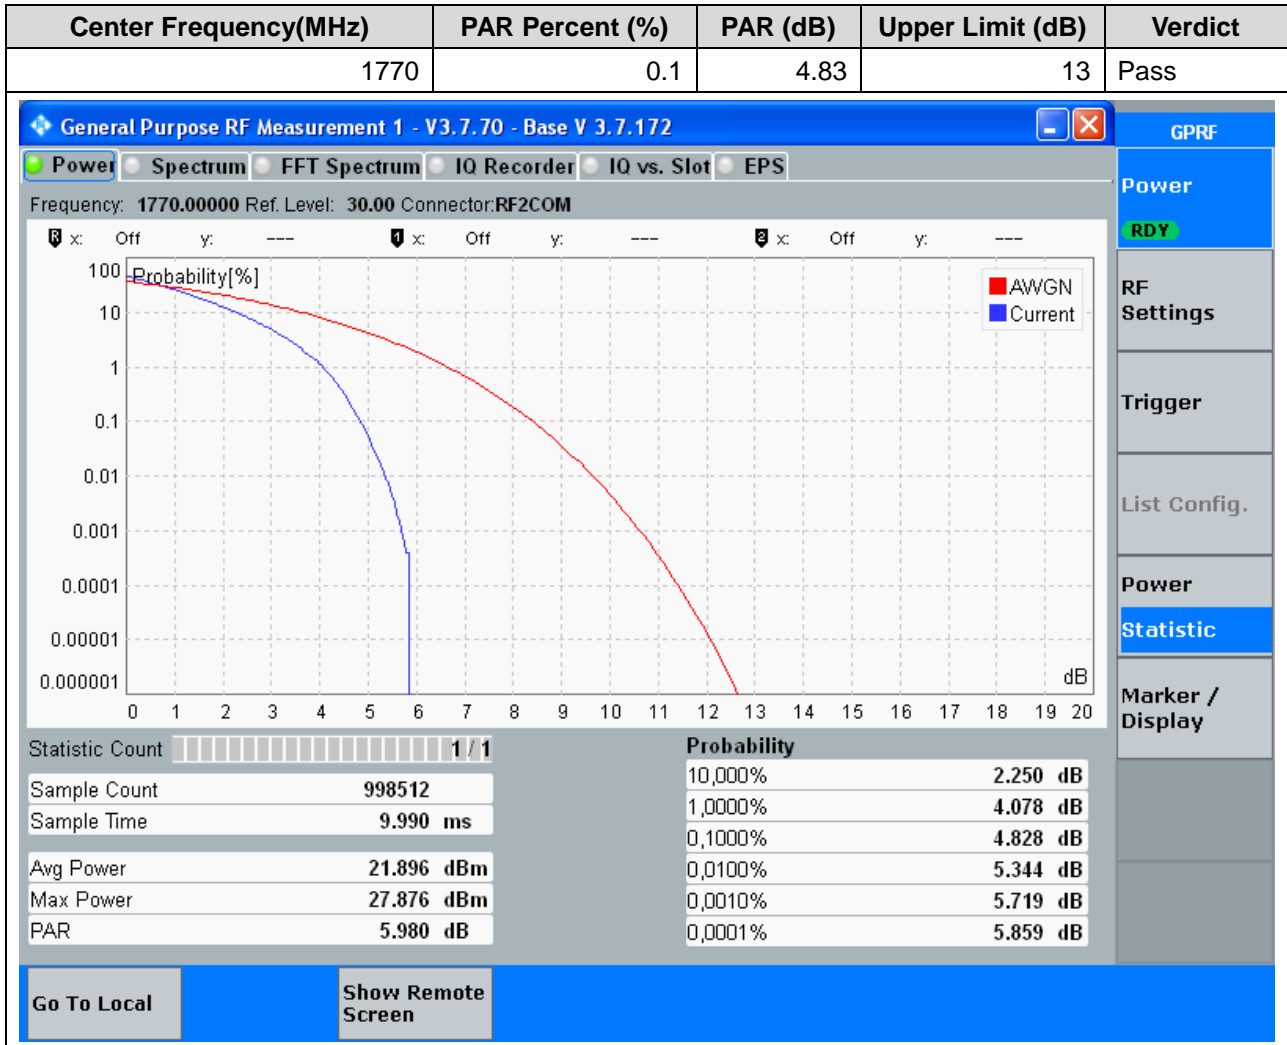 Center Frequency(MHz) PAR Percent (%) PAR (dB) Upper Limit (dB) Verdict
1770 0.1 4.83 13 Pass
General Purpose RF Measurement 1 - V3.7.70 - Base V 3.7.172
GPRF
Power Spectrum FFT Spectrum IQ Recorder IQ vs. Slot EPS
Power
RDY
Frequency: 1770.00000 Ref. Level: 30.00 Connector:RF2COM
R x: Off y: --- 1 x: Off y: --- 2 x: Off y: ---
Probability[%]
AWGN
Current
100
10
1
0.1
0.01
0.001
0.0001
0.00001
0.000001
dB
0 1 2 3 4 5 6 7 8 9 10 11 12 13 14 15 16 17 18 19 20
RF
Settings
Trigger
List Config.
Power
Statistic
Marker /
Display
Statistic Count 1 / 1
Sample Count 998512
Sample Time 9.990 ms
Avg Power 21.896 dBm
Max Power 27.876 dBm
PAR 5.980 dB
Probability
10,000% 2.250 dB
1,0000% 4.078 dB
0,1000% 4.828 dB
0,0100% 5.344 dB
0,0010% 5.719 dB
0,0001% 5.859 dB
Go To Local
Show Remote
Screen